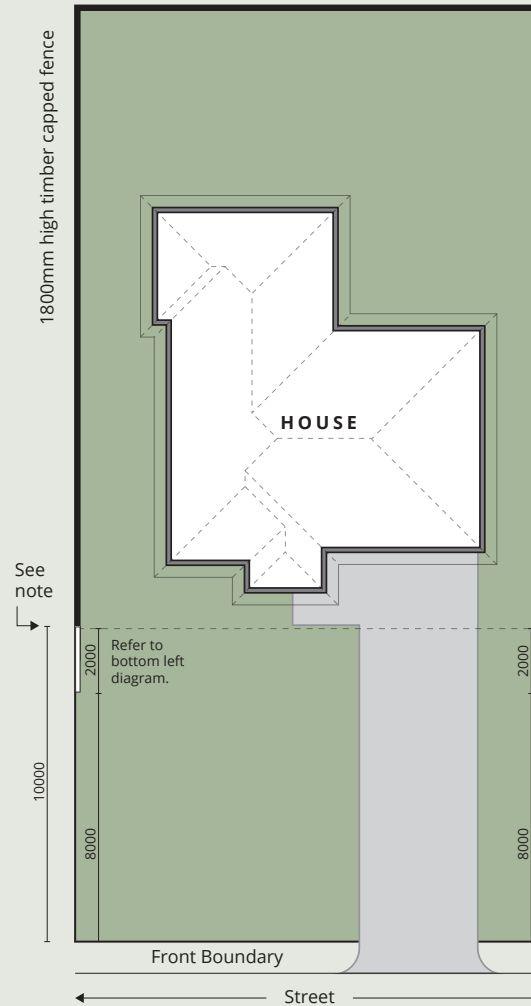 1800mm high timber capped fence
HOUSE
See
note
Refer to
bottom left
diagram.
2000
2000
10000
8000
8000
Front Boundary
Street